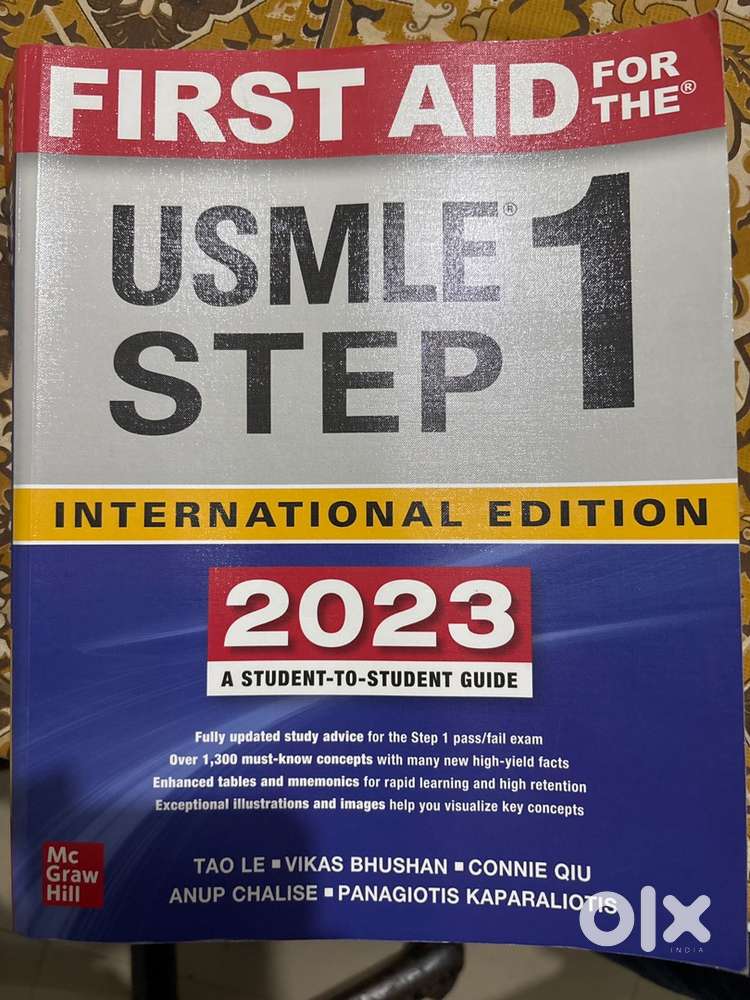 FIRST AID FOR THE®
USMLE® 1
STEP
INTERNATIONAL EDITION
2023
A STUDENT-TO-STUDENT GUIDE
Fully updated study advice for the Step 1 pass/fail exam
Over 1,300 must-know concepts with many new high-yield facts
Enhanced tables and mnemonics for rapid learning and high retention
Exceptional illustrations and images help you visualize key concepts
Mc
Graw
Hill
TAO LE ▪ VIKAS BHUSHAN ▪ CONNIE QIU
ANUP CHALISE ▪ PANAGIOTIS KAPARALIOTIS
olx
INDIA